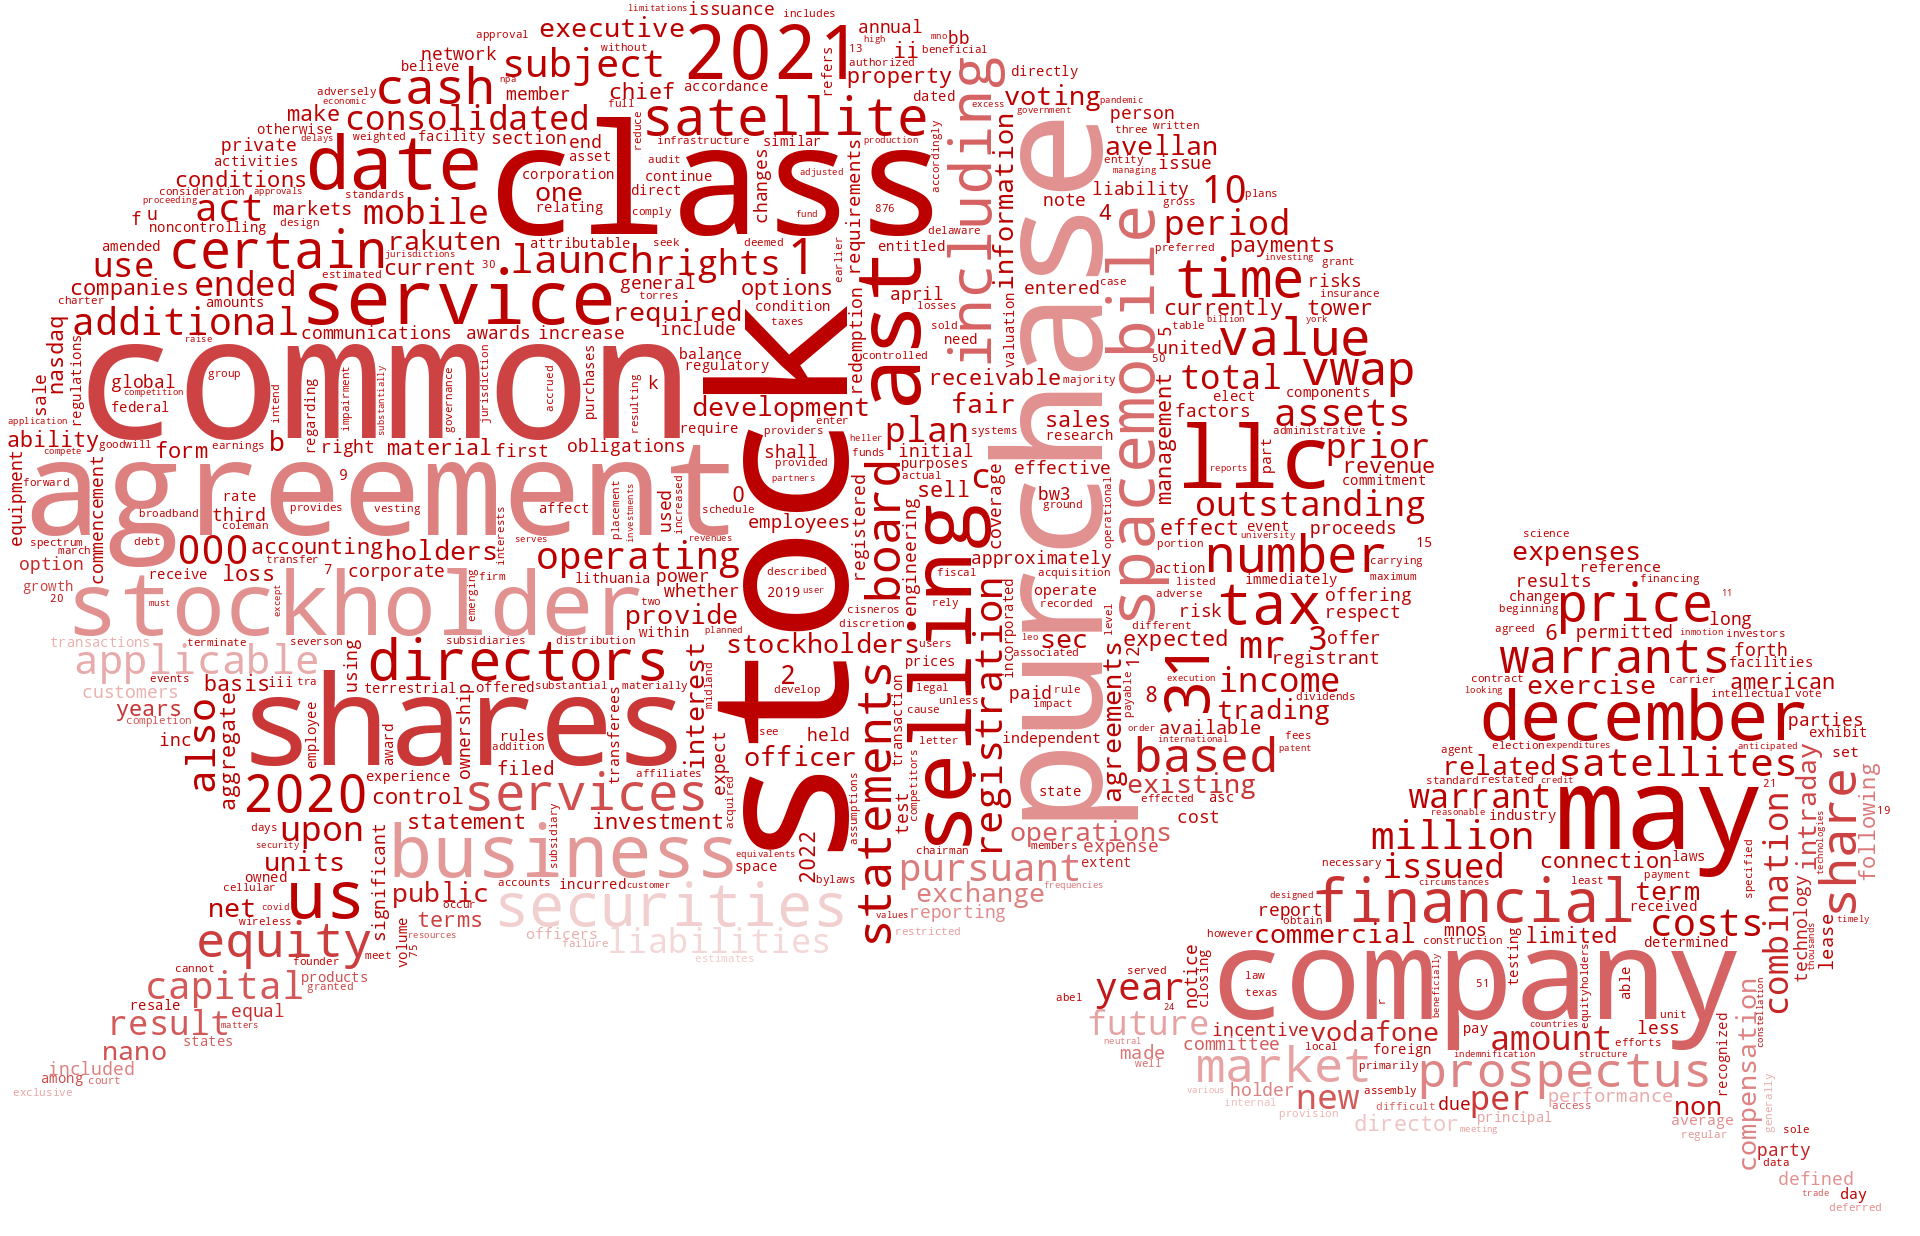 limitations
includes
issuance
executive
2021
annual
approval
without
13
high
mno
bb
network
subject
ii
beneficial
believe
npa
refers
authorized
property
including
directly
adversely
cash
member
chief
accordance
dated
voting
pandemic
economic
full
satellite
excess
government
person
make
consolidated
class
otherwise
delays
weighted
facility
section
end
reduce
infrastructure
similar
production
accordingly
information
purchase
three
written
avellan
private
date
asset
audit
changes
requirements
activities
corporation
continue
adjusted
entity
issue
managing
conditions
standards
one
direct
consideration
approvals
proceeding
act
markets
mobile
relating
comply
fund
876
note
liability
10
plans
gross
f
u
design
noncontrolling
delaware
4
spacemobile
period
amended
certain
rakuten
attributable
seek
deemed
entitled
preferred
payments
jurisdictions
use
estimated
current
30
launch
rights
1
earlier
ast
investing
companies
ended
service
general
options
april
entered
case
time
grant
risks
charter
amounts
torres
condition
losses
insurance
additional
required
taxes
currently
tower
nasdaq
communications
awards
increase
include
stock
redemption
sold
valuation
5
table
billion
york
value
raise
regulations
common
balance
need
controlled
united
50
vwap
sale
global
group
regulatory
receivable
majority
total
competition
federal
intend
regarding
impairment
substantially
governance
jurisdiction
accrued
purchases
resulting
k
development
fair
management
components
elect
factors
assets
application
ability
goodwill
b
require
providers
enter
plan
systems
sales
llc
administrative
compete
form
earnings
right
material
first
obligations
shall
heller
funds
initial
research
part
prior
equipment
forward
agreement
9
provided
purposes
effective
reports
revenue
commencement
rate
partners
actual
coverage
commitment
broadband
third
provides
vesting
affect
placement
investments
used
increased
0
schedule
registered
board
sell
c
bw3
ground
operational
outstanding
coleman
employees
engineering
selling
effect
event
proceeds
spectrum
debt
000
accounting
holders
interests
serves
operating
revenues
approximately
portion
number
university
15
march
transfer
option
receive
loss
7
corporate
firm
lithuania
power
described
fiscal
acquisition
action
carrying
growth
stockholder
except
emerging
whether
2019
user
operate
listed
immediately
maximum
20
must
two
provide
cisneros
rely
recorded
adverse
risk
tax
offering
respect
transactions
terminate
severson
subsidiaries
distribution
within
planned
discretion
registration
incorporated
leo
level
different
expected
mr
3
offer
applicable
using
directors
interest
stockholders
users
sec
associated
12
31
registrant
customers
events
basis
iii
tra
terrestrial
offered
substantial
materially
midland
2
develop
statements
prices
legal
paid
rule
execution
income
years
completion
also
shares
ownership
transferees
transaction
unless
impact
payable
8
dividends
inc
aggregate
employee
award
rules
addition
see
held
cause
letter
independent
agreements
order
available
trading
international
fees
patent
experience
filed
affiliates
expect
officer
based
2020
control
services
acquired
competitors
state
existing
effected
asc
days
upon
statement
subsidiary
investment
assumptions
test
cost
security
significant
business
2022
chairman
operations
members
expense
units
equivalents
space
bylaws
pursuant
extent
owned
cellular
us
public
accounts
incurred
customer
exchange
frequencies
net
covid
wireless
occur
terms
securities
values
reporting
equity
volume
resources
officers
failure
liabilities
restricted
meet
75
estimates
cannot
founder
capital
products
granted
resale
equal
result
matters
states
nano
included
among
court
exclusive
science
expenses
reference
results
financing
change
price
11
beginning
long
agreed
6
permitted
inmotion
investors
warrants
forth
facilities
contract
looking
exercise
carrier
american
december
intellectual
vote
parties
exhibit
agent
election
expenditures
anticipated
set
related
satellites
standard
restated
credit
21
warrant
reasonable
industry
may
intraday
share
following
19
million
combination
technologies
necessary
issued
connection
laws
circumstances
least
payment
specified
designed
financial
term
received
technology
timely
report
obtain
costs
however
commercial
construction
mnos
limited
determined
thousands
lease
served
abel
year
notice
closing
law
texas
company
r
beneficially
51
testing
equityholders
able
24
unit
constellation
future
incentive
vodafone
pay
countries
amount
less
compensation
neutral
made
committee
local
foreign
indemnification
structure
efforts
recognized
well
market
primarily
prospectus
various
holder
new
assembly
per
performance
generally
internal
provision
difficult
due
principal
access
non
director
meeting
average
regular
sole
party
data
defined
trade
day
deferred